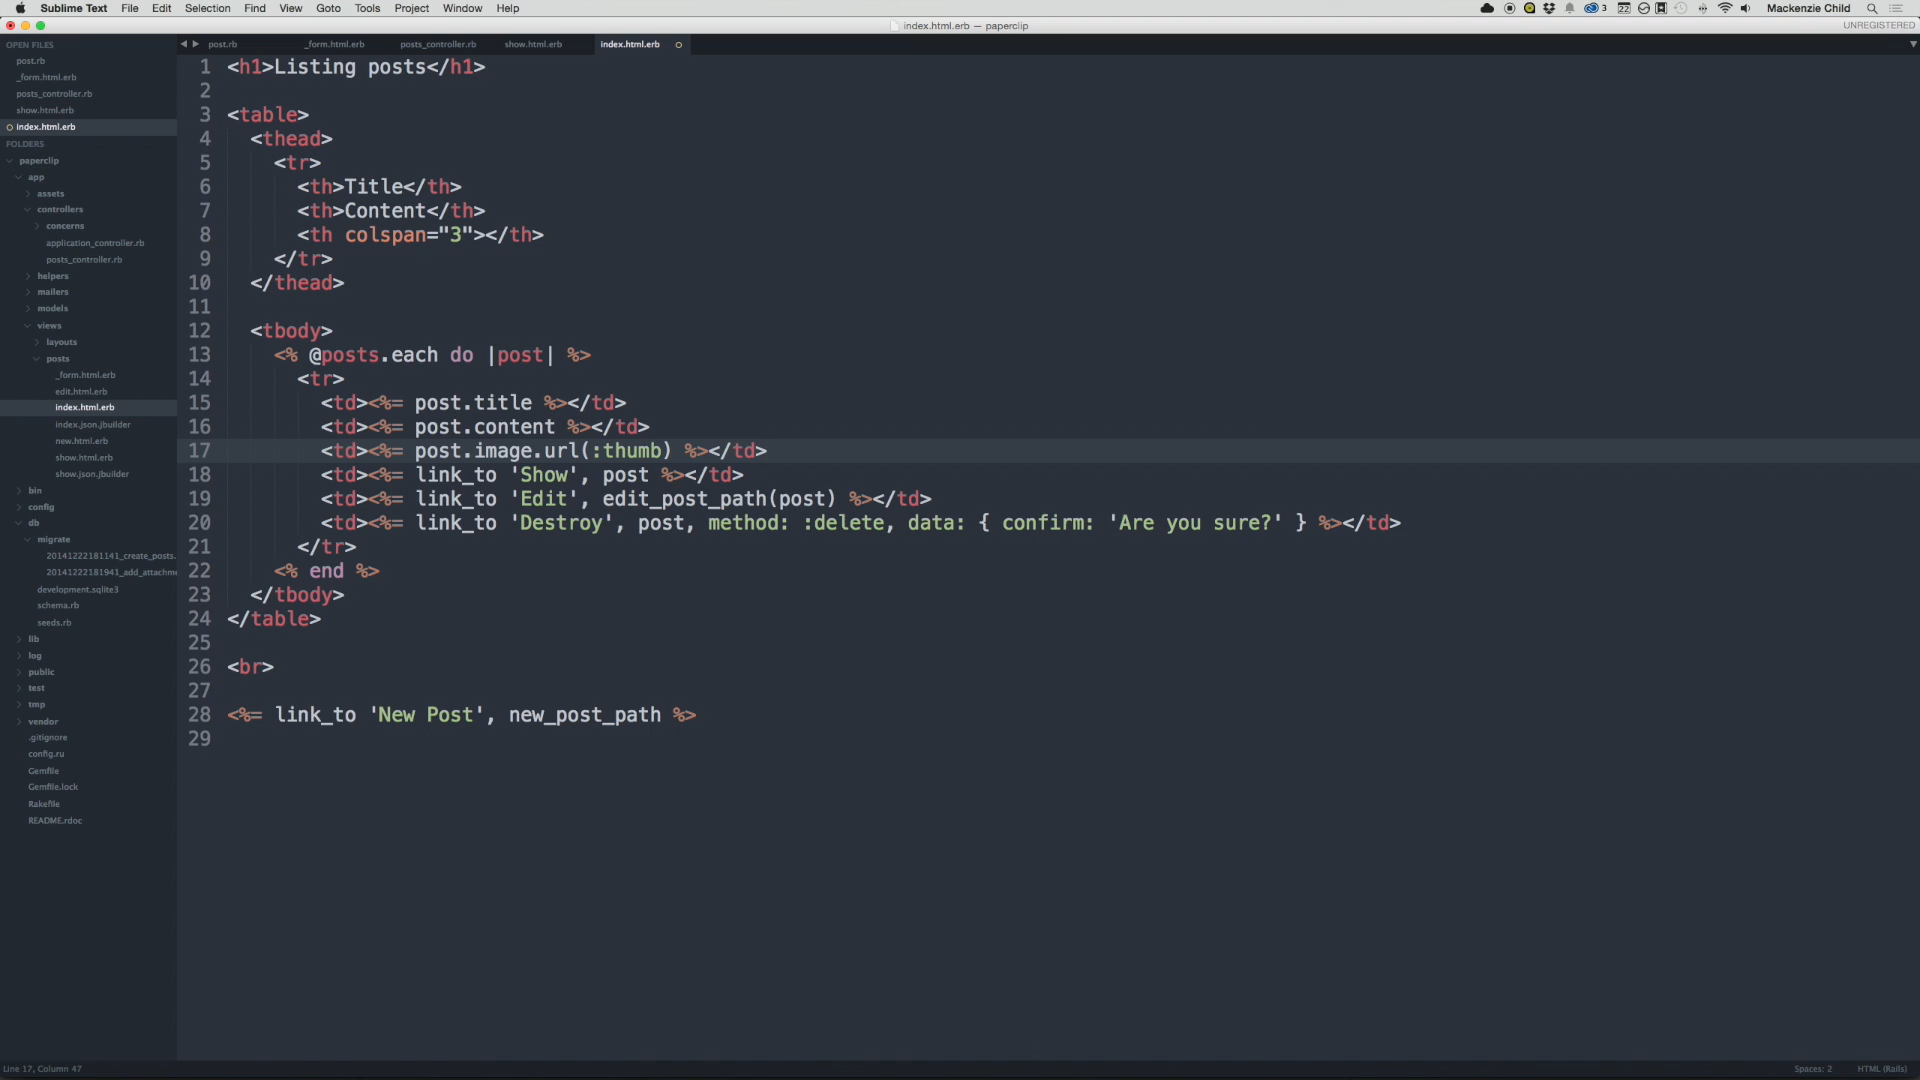 Sublime Text File Edit Selection Find View Goto Tools Project Window Help 3 22 Mackenzie Child
index.html.erb — paperclip UNREGISTERED
OPEN FILES
post.rb
_form.html.erb
posts_controller.rb
show.html.erb
index.html.erb
FOLDERS
paperclip
app
assets
controllers
concerns
application_controller.rb
posts_controller.rb
helpers
mailers
models
views
layouts
posts
_form.html.erb
edit.html.erb
index.html.erb
index.json.jbuilder
new.html.erb
show.html.erb
show.json.jbuilder
bin
config
db
migrate
20141222181141_create_posts.
20141222181941_add_attachme
development.sqlite3
schema.rb
seeds.rb
lib
log
public
test
tmp
vendor
.gitignore
config.ru
Gemfile
Gemfile.lock
Rakefile
README.rdoc
post.rb _form.html.erb posts_controller.rb show.html.erb index.html.erb
1 <h1>Listing posts</h1>
2
3 <table>
4 <thead>
5 <tr>
6 <th>Title</th>
7 <th>Content</th>
8 <th colspan="3"></th>
9 </tr>
10 </thead>
11
12 <tbody>
13 <% @posts.each do |post| %>
14 <tr>
15 <td><%= post.title %></td>
16 <td><%= post.content %></td>
17 <td><%= post.image.url(:thumb) %></td>
18 <td><%= link_to 'Show', post %></td>
19 <td><%= link_to 'Edit', edit_post_path(post) %></td>
20 <td><%= link_to 'Destroy', post, method: :delete, data: { confirm: 'Are you sure?' } %></td>
21 </tr>
22 <% end %>
23 </tbody>
24 </table>
25
26 <br>
27
28 <%= link_to 'New Post', new_post_path %>
29
Line 17, Column 47 Spaces: 2 HTML (Rails)